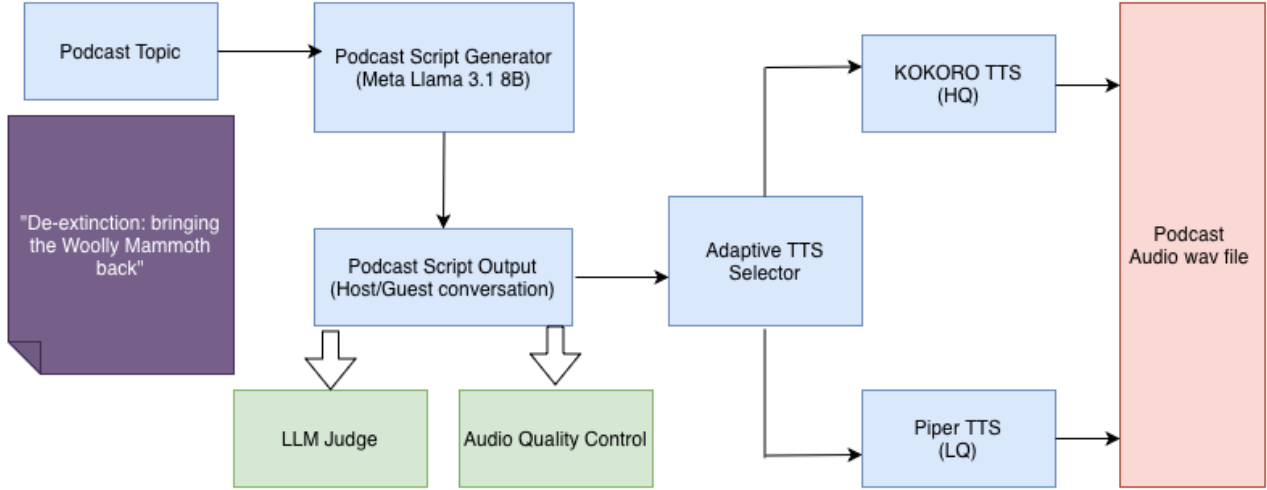 Podcast Topic
Podcast Script Generator
(Meta Llama 3.1 8B)
"De-extinction: bringing
the Woolly Mammoth
back"
Podcast Script Output
(Host/Guest conversation)
LLM Judge
Audio Quality Control
Adaptive TTS
Selector
KOKORO TTS
(HQ)
Piper TTS
(LQ)
Podcast
Audio wav file